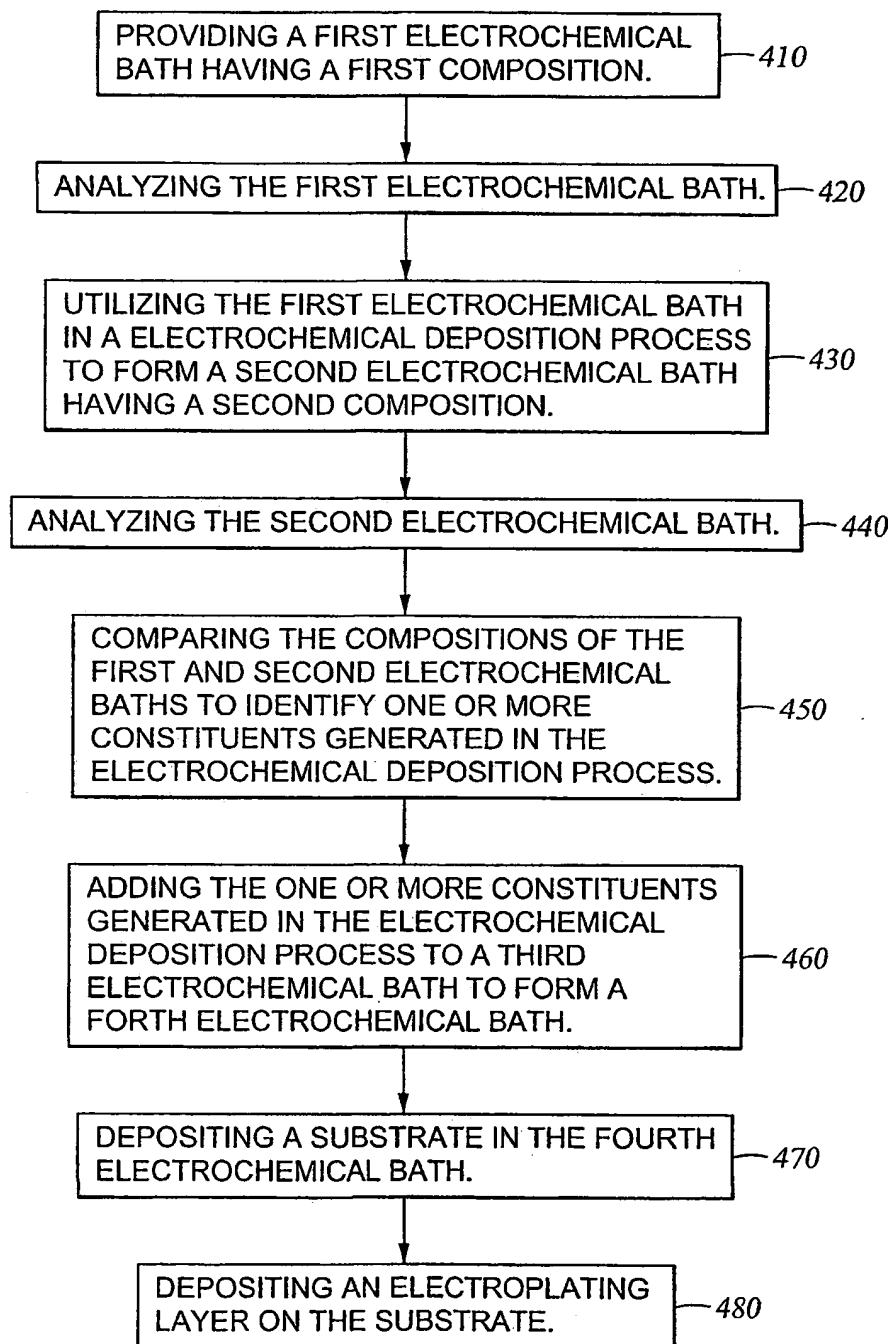 PROVIDING A FIRST ELECTROCHEMICAL
BATH HAVING A FIRST COMPOSITION.
410
ANALYZING THE FIRST ELECTROCHEMICAL BATH.
420
UTILIZING THE FIRST ELECTROCHEMICAL BATH
IN A ELECTROCHEMICAL DEPOSITION PROCESS
TO FORM A SECOND ELECTROCHEMICAL BATH
HAVING A SECOND COMPOSITION.
430
ANALYZING THE SECOND ELECTROCHEMICAL BATH.
440
COMPARING THE COMPOSITIONS OF THE
FIRST AND SECOND ELECTROCHEMICAL
BATHS TO IDENTIFY ONE OR MORE
CONSTITUENTS GENERATED IN THE
ELECTROCHEMICAL DEPOSITION PROCESS.
450
ADDING THE ONE OR MORE CONSTITUENTS
GENERATED IN THE ELECTROCHEMICAL
DEPOSITION PROCESS TO A THIRD
ELECTROCHEMICAL BATH TO FORM A
FORTH ELECTROCHEMICAL BATH.
460
DEPOSITING A SUBSTRATE IN THE FOURTH
ELECTROCHEMICAL BATH.
470
DEPOSITING AN ELECTROPLATING
LAYER ON THE SUBSTRATE.
480